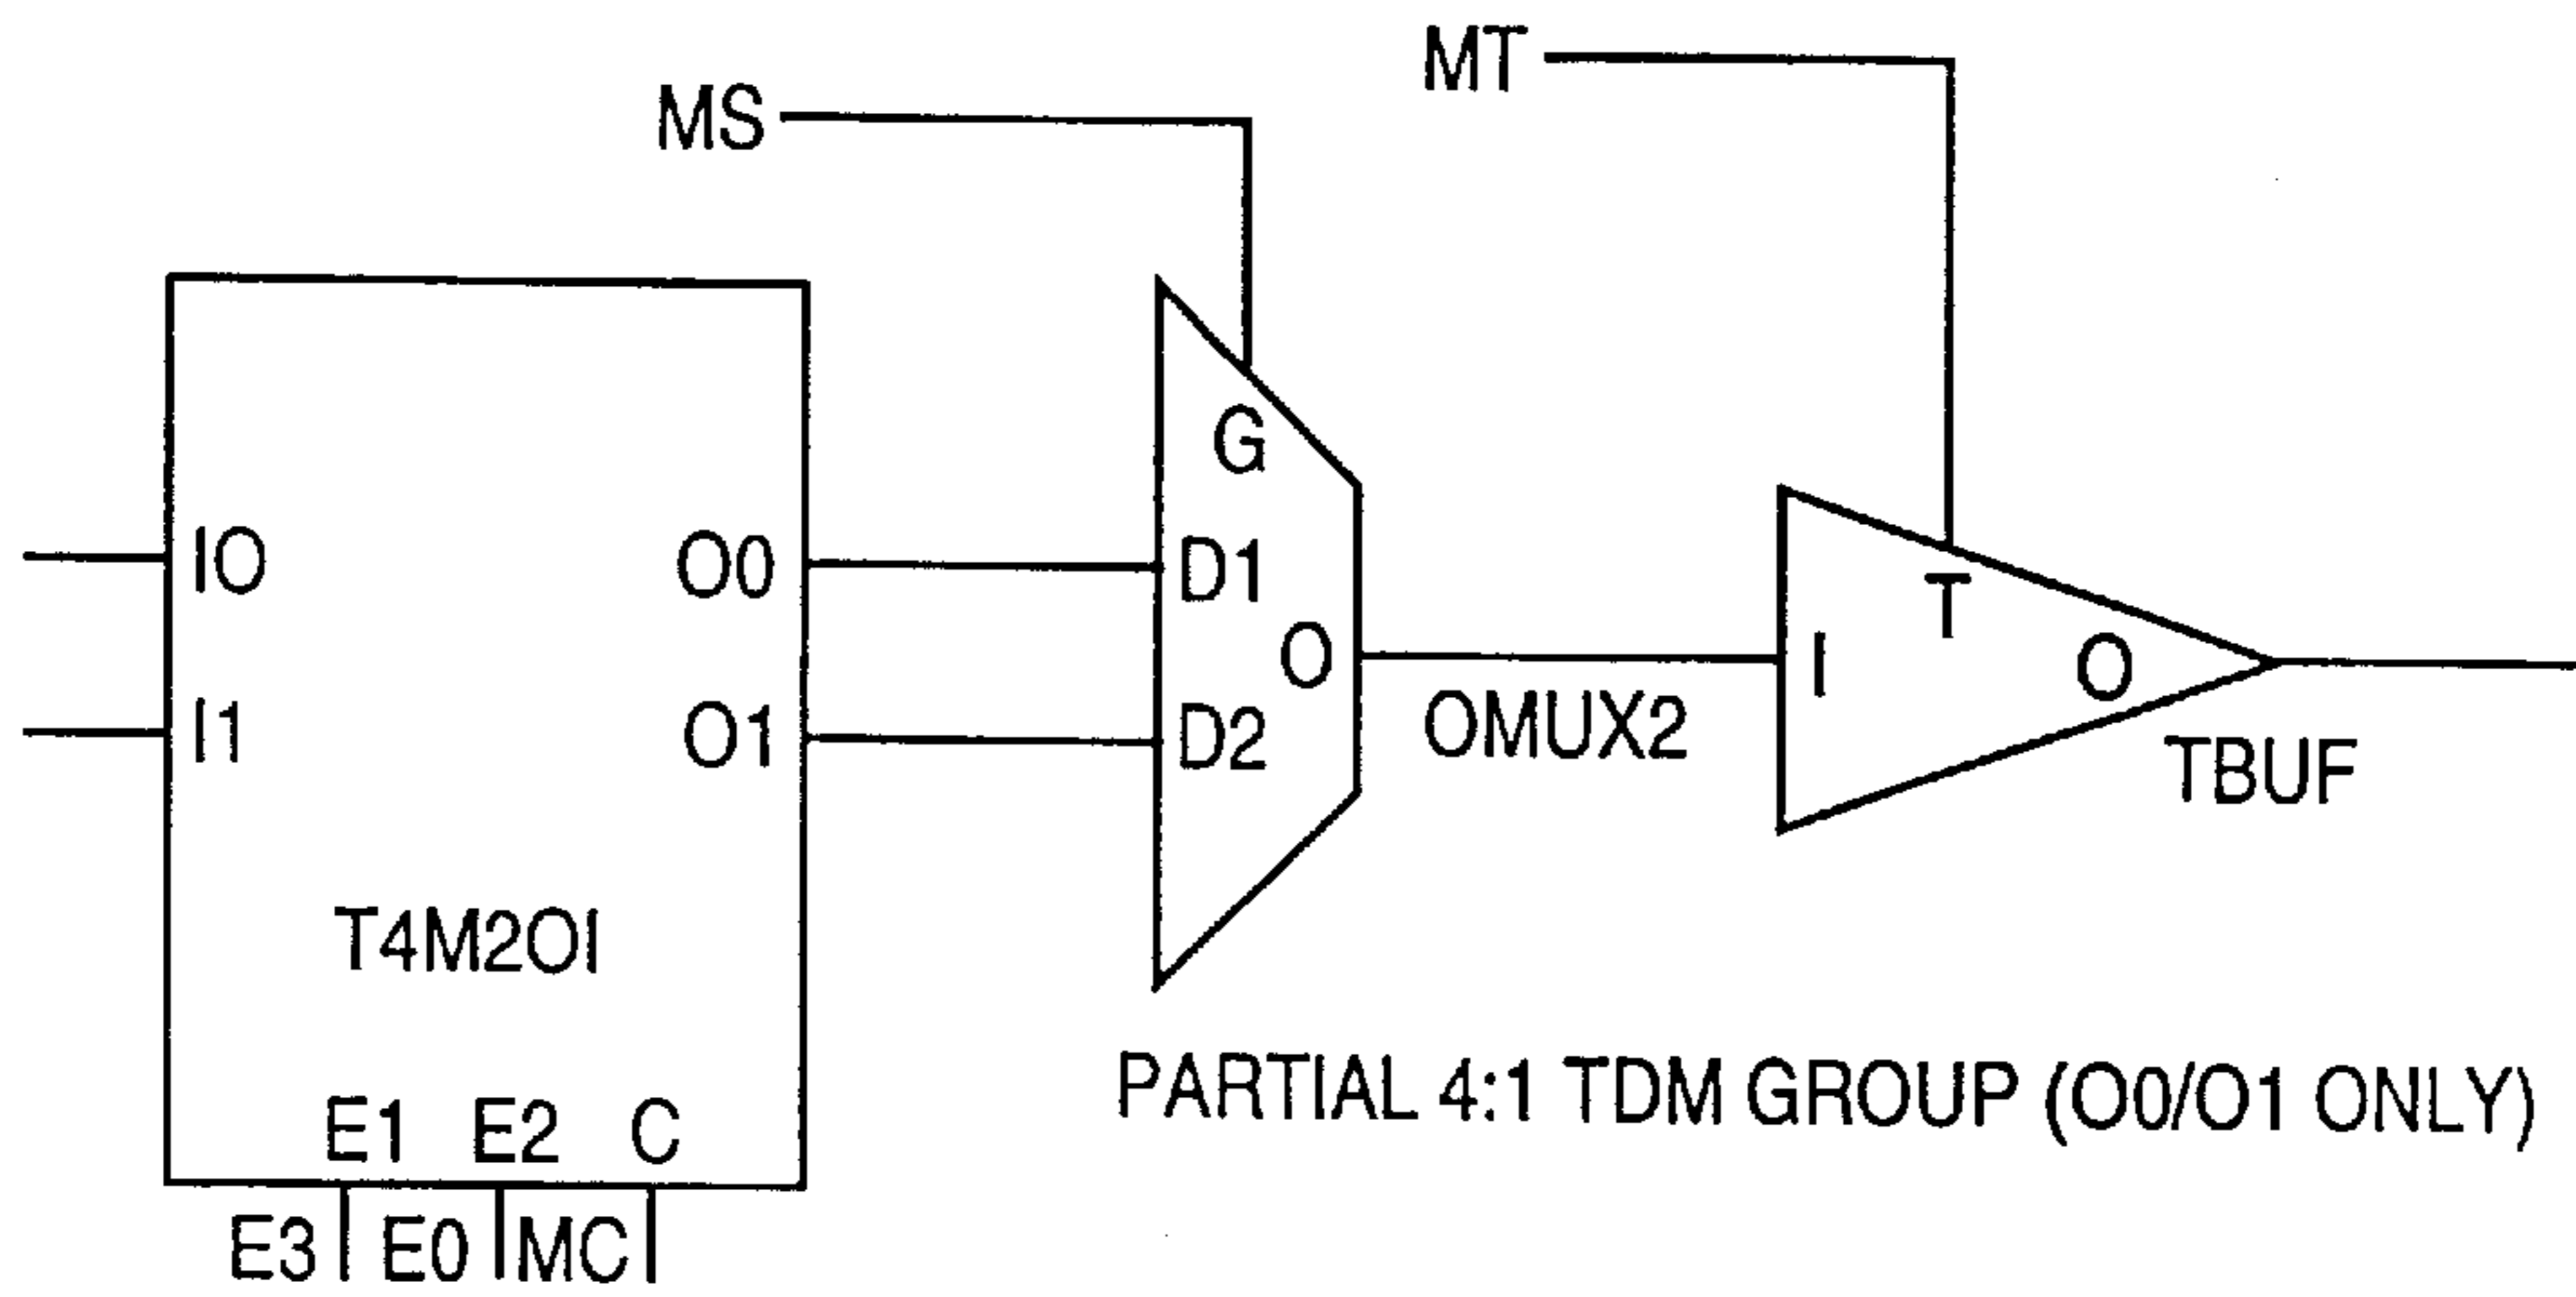 MT
MS
G
IO
O0
D1
T
I1
O1
D2
O
I
O
OMUX2
TBUF
T4M2OI
PARTIAL 4:1 TDM GROUP (O0/O1 ONLY)
E1 E2 C
E3 E0 MC